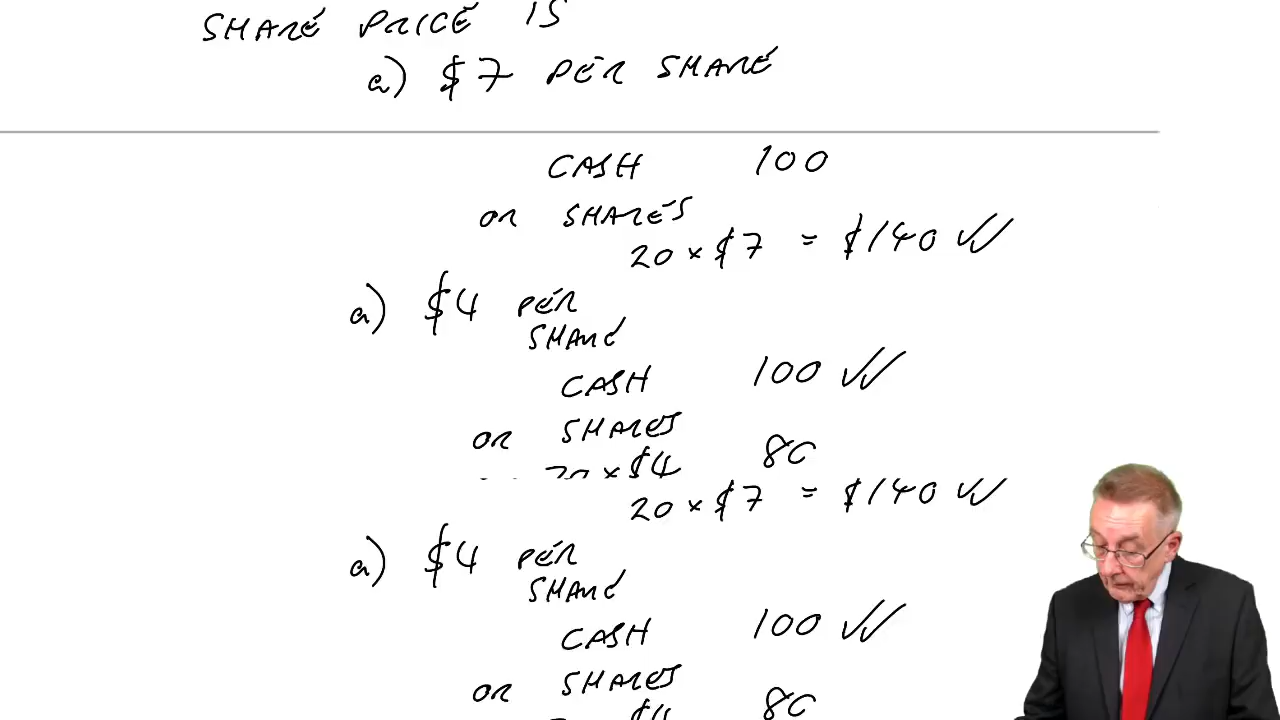 SHARE PRICE IS
a) $7 PER SHARE
CASH 100
OR SHARES
20 × $7 = $140 ✓✓
a) $4 PER
SHARE
CASH 100 ✓✓
OR SHARES
20 × $4 80
20 × $7 = $140 ✓✓
a) $4 PER
SHARE
CASH 100 ✓✓
OR SHARES
$4 80